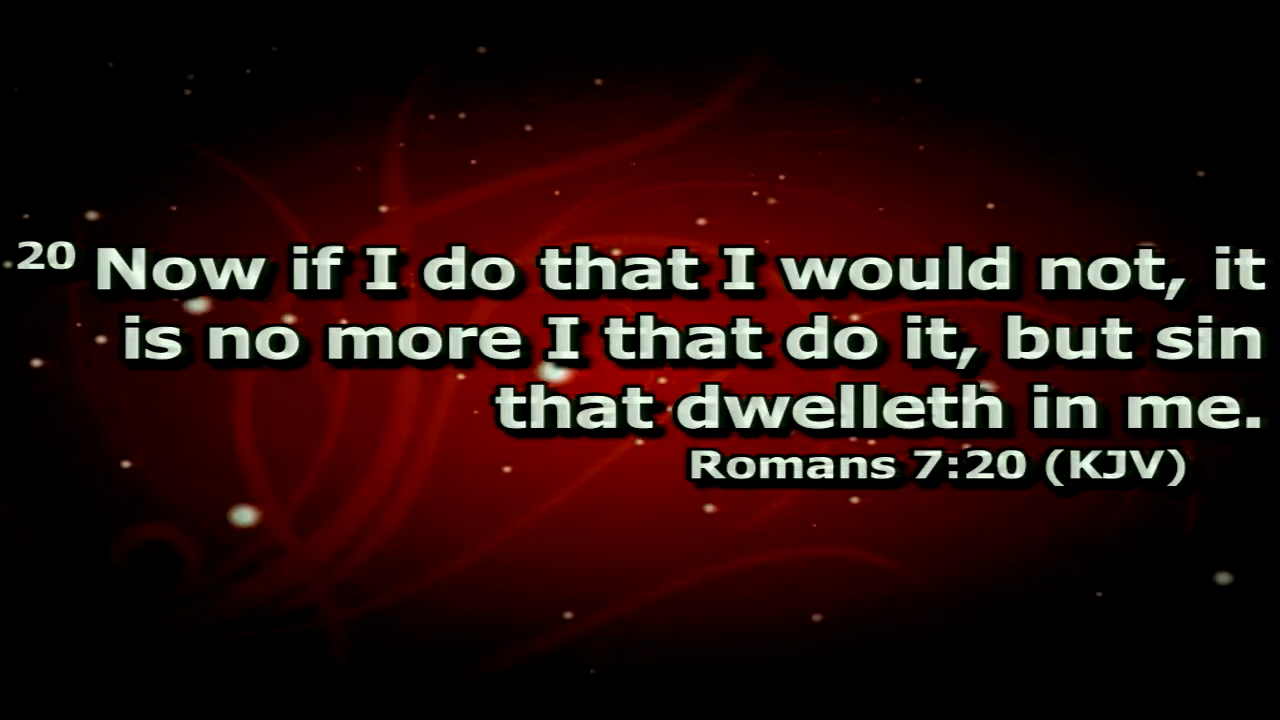 20 Now if I do that I would not, it
is no more I that do it, but sin
that dwelleth in me.
Romans 7:20 (KJV)